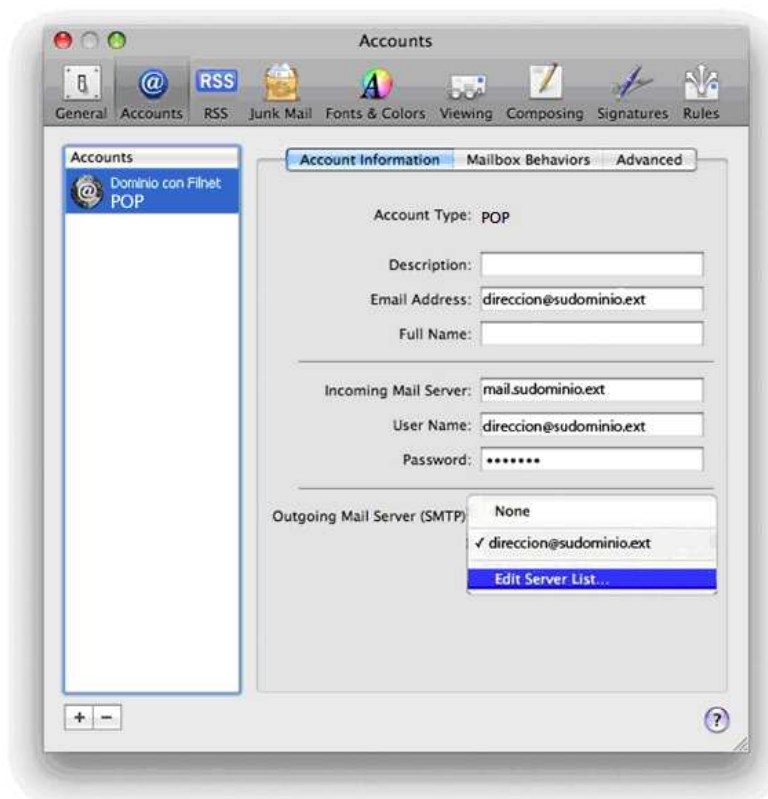 Accounts
General Accounts RSS Junk Mail Fonts & Colors Viewing Composing Signatures Rules
RSS
Accounts
Dominio con Filnet
POP
Account Information Mailbox Behaviors Advanced
Account Type: POP
Description:
Email Address: direccion@sudominio.ext
Full Name:
Incoming Mail Server: mail.sudominio.ext
User Name: direccion@sudominio.ext
Password: •••••••
Outgoing Mail Server (SMTP) None
: ✓ direccion@sudominio.ext
Edit Server List...
+ − ?